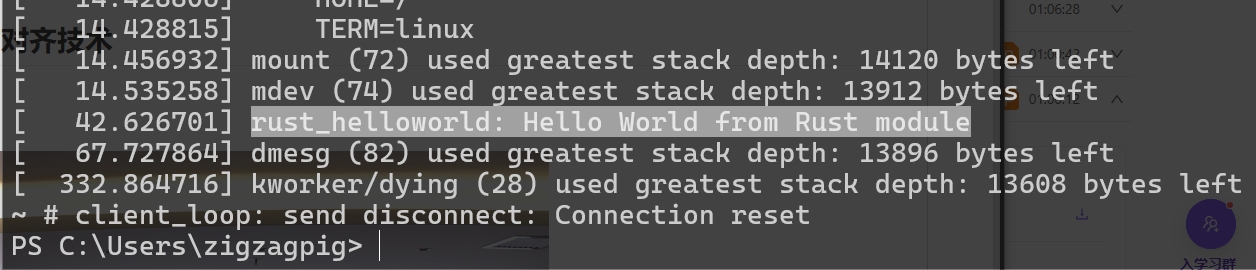 [   14.428808]     HOME=/
[   14.428815]     TERM=linux
[   14.456932] mount (72) used greatest stack depth: 14120 bytes left
[   14.535258] mdev (74) used greatest stack depth: 13912 bytes left
[   42.626701] rust_helloworld: Hello World from Rust module
[   67.727864] dmesg (82) used greatest stack depth: 13896 bytes left
[  332.864716] kworker/dying (28) used greatest stack depth: 13608 bytes left
~ # client_loop: send disconnect: Connection reset
PS C:\Users\zigzagpig>
对齐技术
01:06:28
入学习群